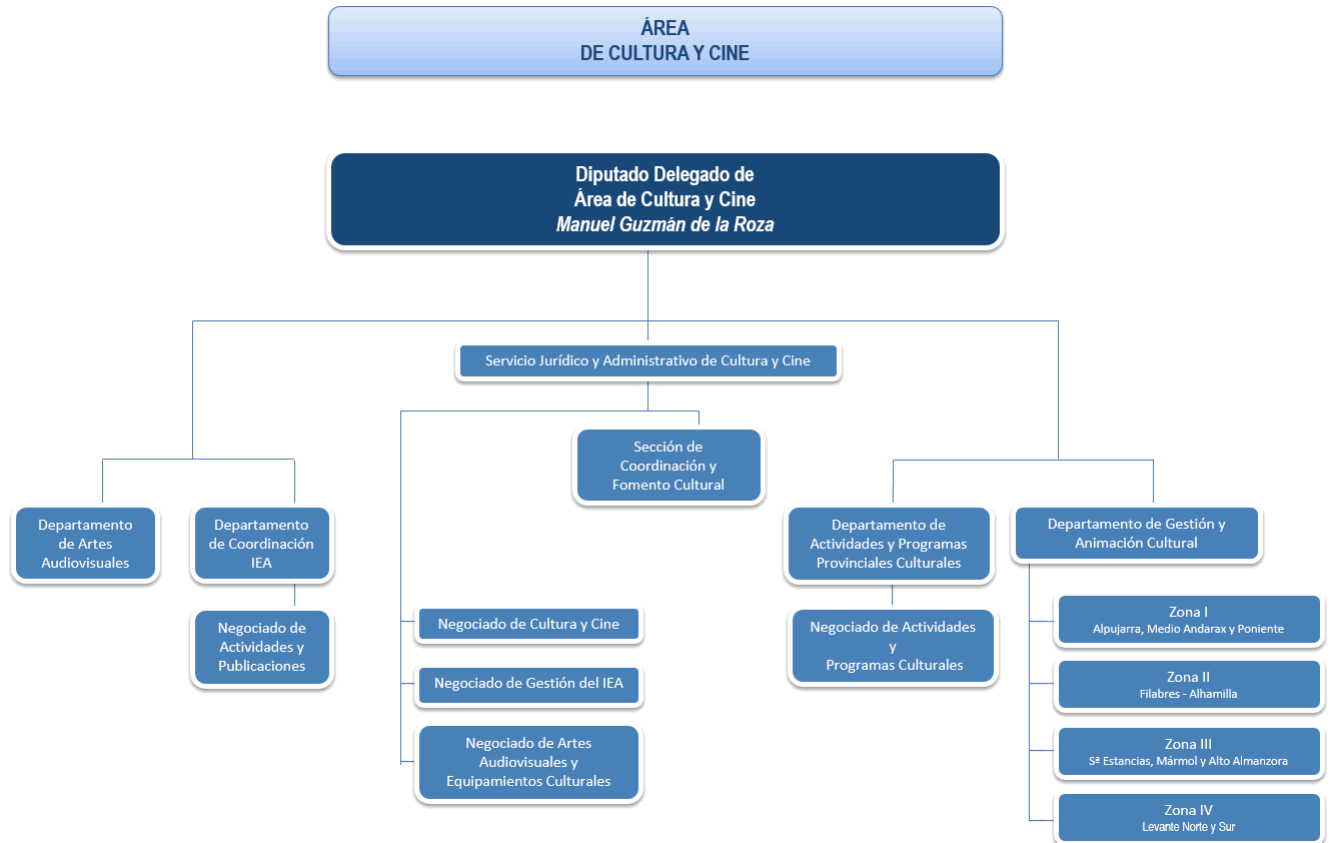 ÁREA
DE CULTURA Y CINE
Diputado Delegado de
Área de Cultura y Cine
Manuel Guzmán de la Roza
Servicio Jurídico y Administrativo de Cultura y Cine
Sección de
Coordinación y
Fomento Cultural
Departamento
de Artes
Audiovisuales
Departamento
de Coordinación
IEA
Negociado de
Actividades y
Publicaciones
Negociado de Cultura y Cine
Negociado de Gestión del IEA
Negociado de Artes
Audiovisuales y
Equipamientos Culturales
Departamento de
Actividades y Programas
Provinciales Culturales
Negociado de Actividades
y
Programas Culturales
Departamento de Gestión y
Animación Cultural
Zona I
Alpujarra, Medio Andarax y Poniente
Zona II
Filabres - Alhamilla
Zona III
Sª Estancias, Mármol y Alto Almanzora
Zona IV
Levante Norte y Sur